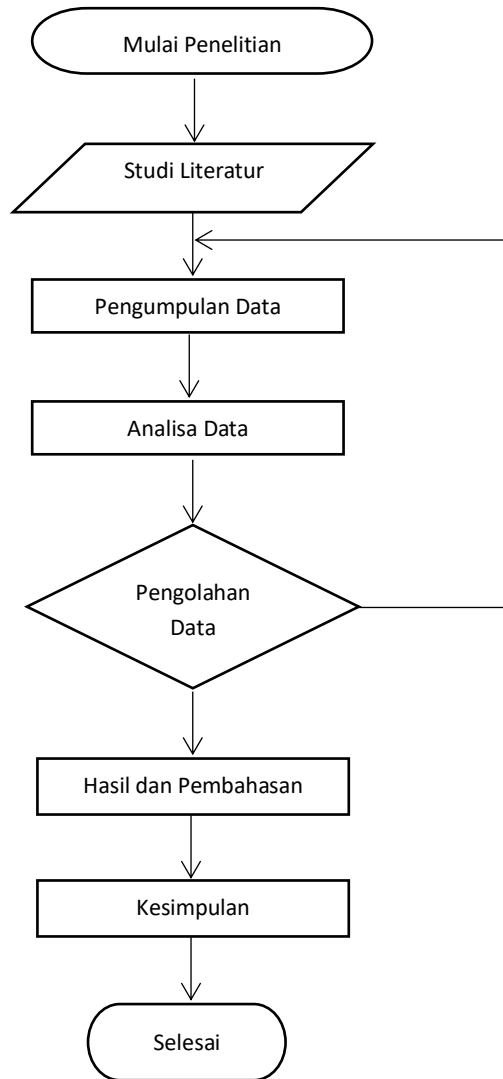 Mulai Penelitian
Studi Literatur
Pengumpulan Data
Analisa Data
Pengolahan
Data
Hasil dan Pembahasan
Kesimpulan
Selesai